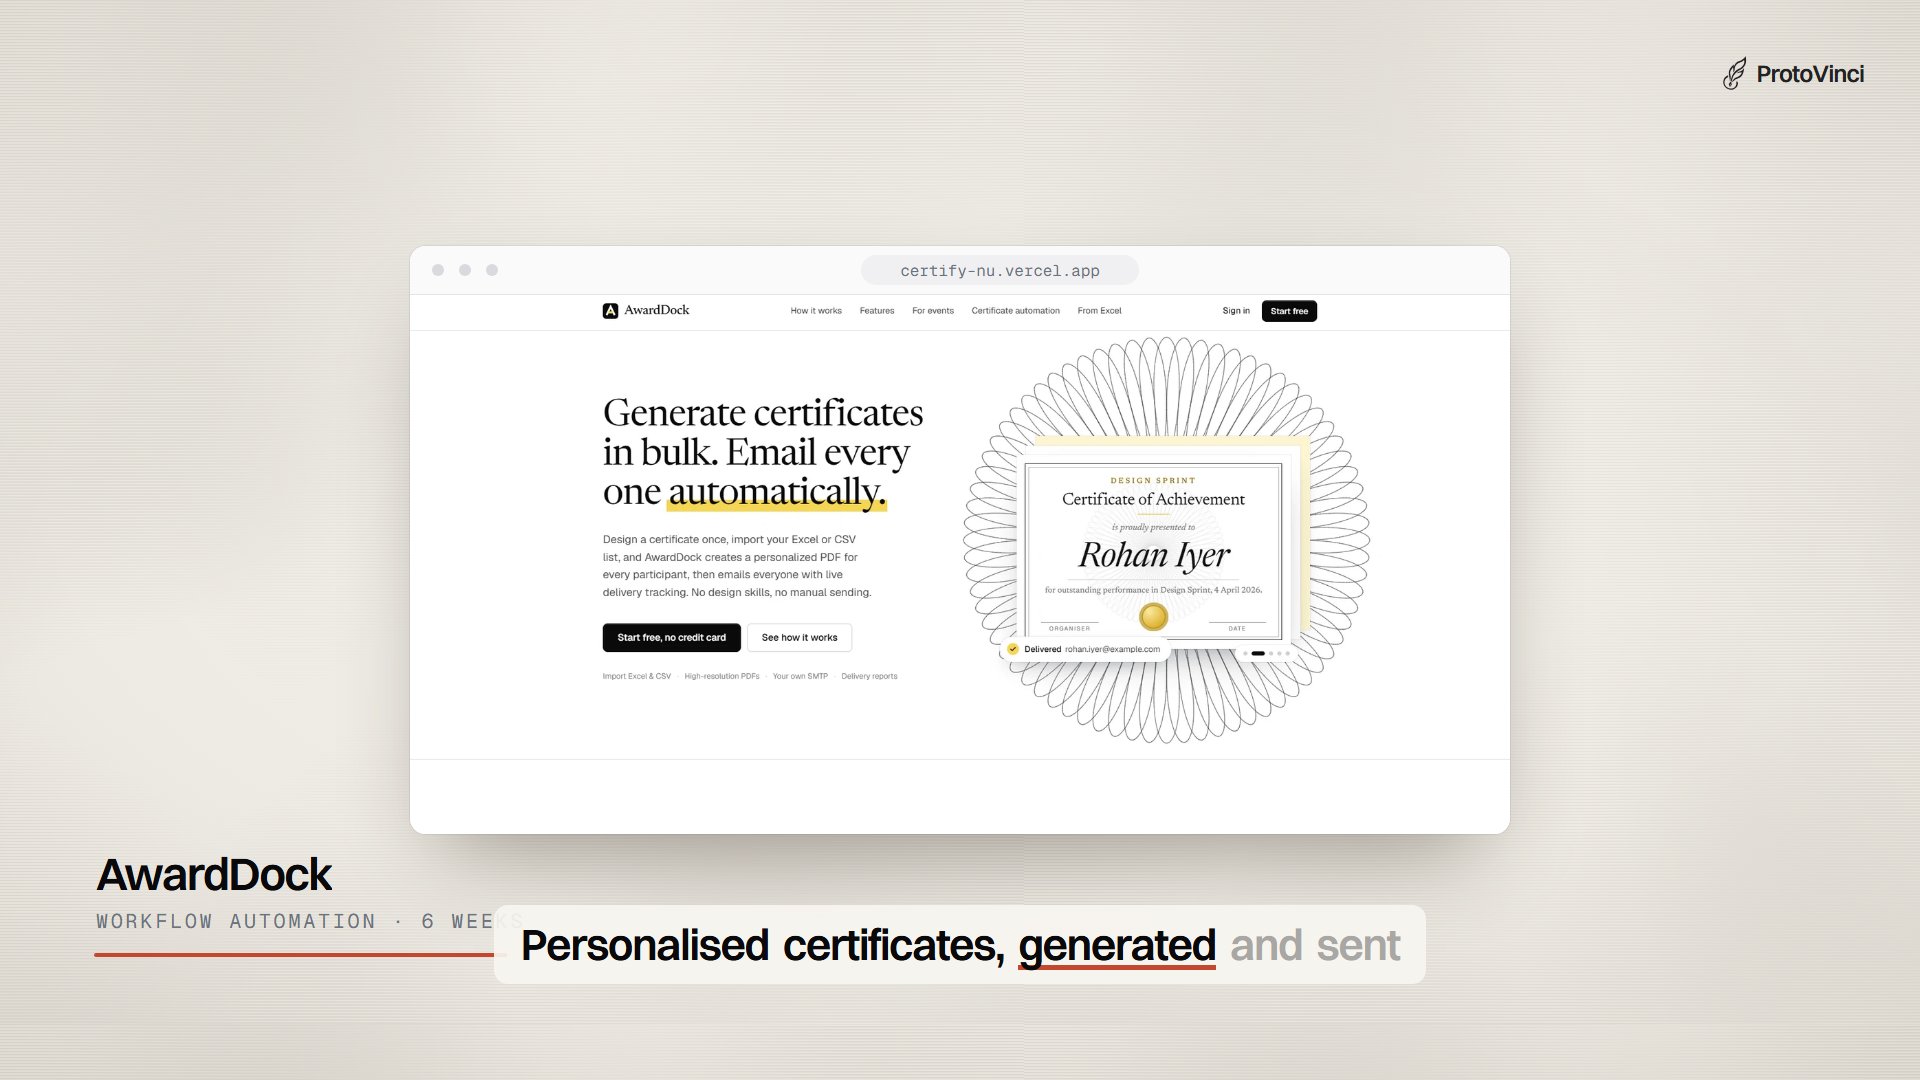 ProtoVinci
certify-nu.vercel.app
AwardDock
How it works
Features
For events
Certificate automation
From Excel
Sign in
Start free
Generate certificates
in bulk. Email every
one automatically.
Design a certificate once, import your Excel or CSV
list, and AwardDock creates a personalized PDF for
every participant, then emails everyone with live
delivery tracking. No design skills, no manual sending.
Start free, no credit card
See how it works
Import Excel & CSV · High-resolution PDFs · Your own SMTP · Delivery reports
DESIGN SPRINT
Certificate of Achievement
is proudly presented to
Rohan Iyer
for outstanding performance in Design Sprint, 4 April 2026.
ORGANISER
DATE
Delivered rohan.iyer@example.com
AwardDock
WORKFLOW AUTOMATION · 6 WEEKS
Personalised certificates, generated and sent